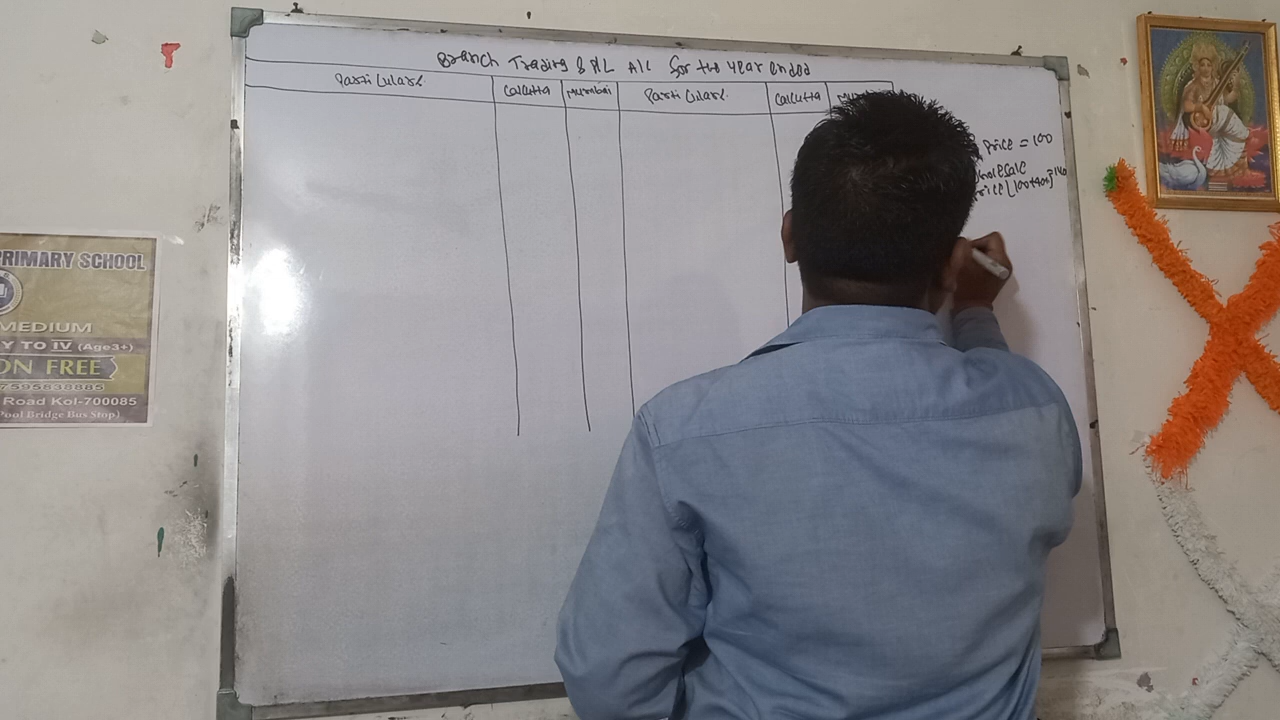 Branch Trading & P/L A/c for the year ended
Particulars Calcutta Mumbai Particulars Calcutta Mumbai
Price = 100
wholesale
Price (100+40) = 140
PRIMARY SCHOOL
MEDIUM
Y TO IV (Age3+)
ON FREE
7595838885
Road Kol-700085
Pool Bridge Bus Stop)